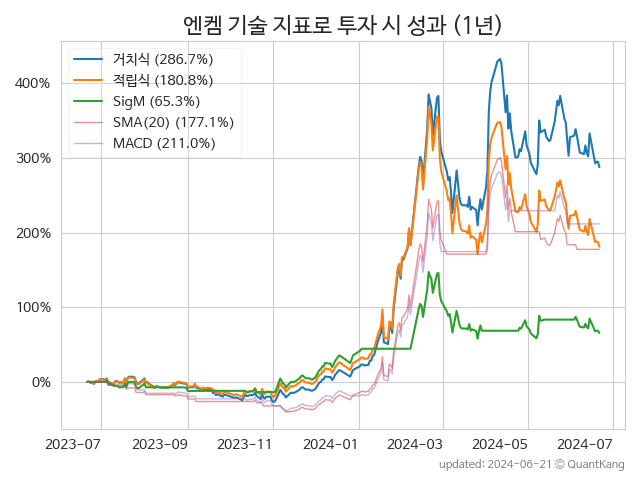 엔켐 기술 지표로 투자 시 성과 (1년)
거치식 (286.7%)
적립식 (180.8%)
SigM (65.3%)
SMA(20) (177.1%)
MACD (211.0%)
400%
300%
200%
100%
0%
2023-07 2023-09 2023-11 2024-01 2024-03 2024-05 2024-07
updated: 2024-06-21 ⓒ QuantKang